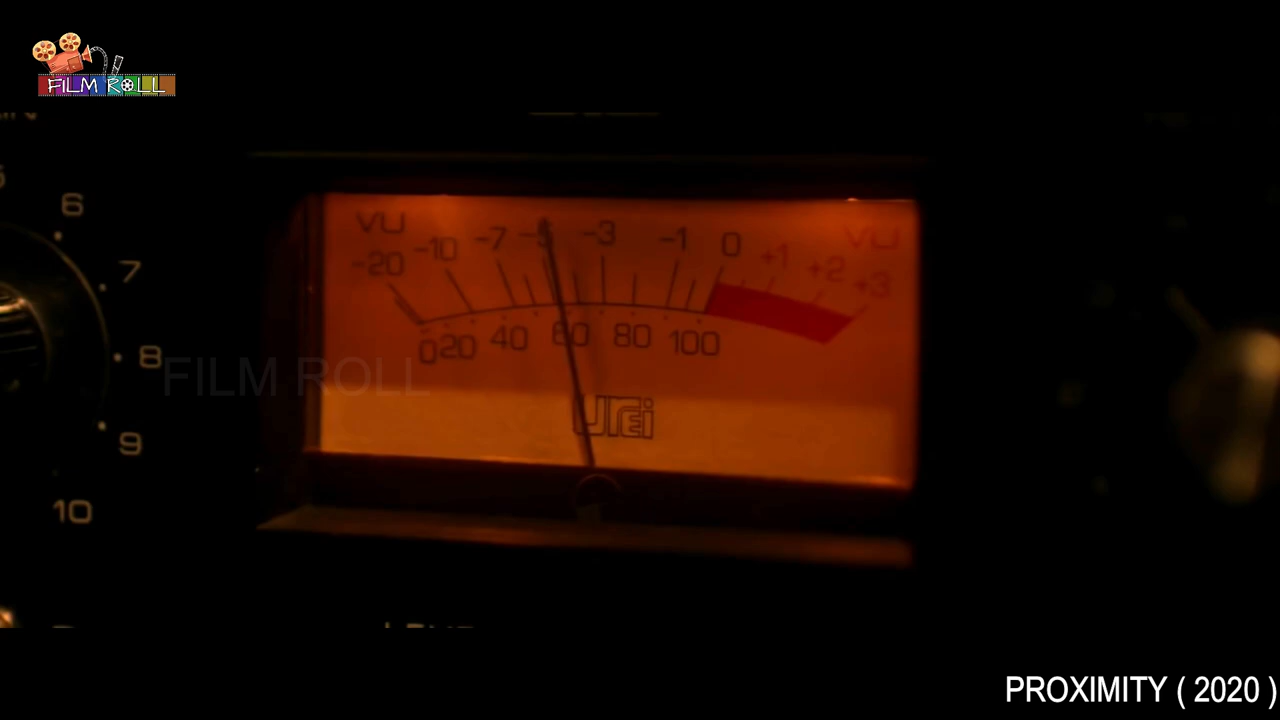 FILM ROLL
6
7
8
9
10
VU
VU
-20 -10 -7 -5 -3 -1 0 +1 +2 +3
0 20 40 60 80 100
FILM ROLL
UREI
PROXIMITY ( 2020 )